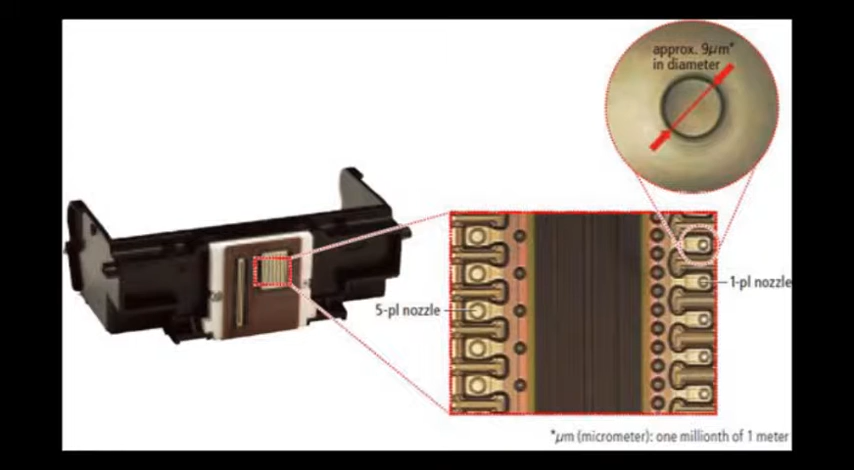 approx. 9µm*
in diameter
1-pl nozzle
5-pl nozzle
*µm (micrometer): one millionth of 1 meter